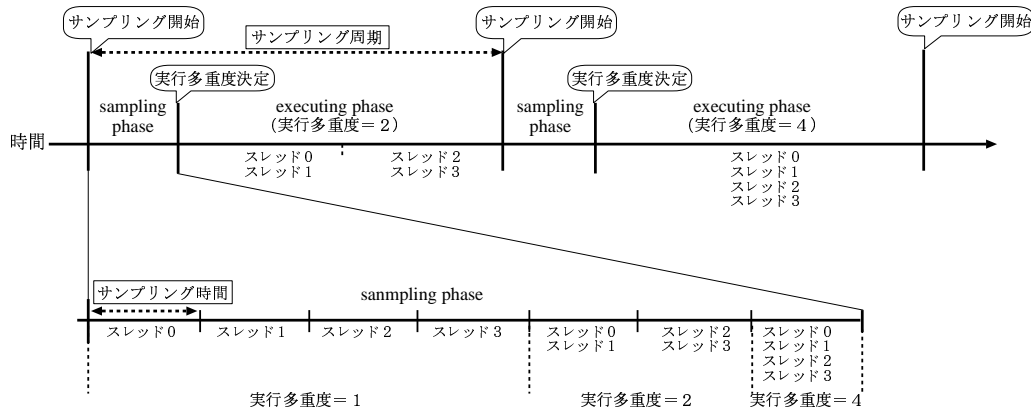 サンプリング開始
サンプリング周期
サンプリング開始
サンプリング開始
実行多重度決定
実行多重度決定
sampling
phase
executing phase
（実行多重度＝２）
sampling
phase
executing phase
（実行多重度＝４）
時間
スレッド０
スレッド１
スレッド２
スレッド３
スレッド０
スレッド１
スレッド２
スレッド３
サンプリング時間
sanmpling phase
スレッド０
スレッド１
スレッド２
スレッド３
スレッド０
スレッド１
スレッド２
スレッド３
スレッド０
スレッド１
スレッド２
スレッド３
実行多重度＝１
実行多重度＝２
実行多重度＝４